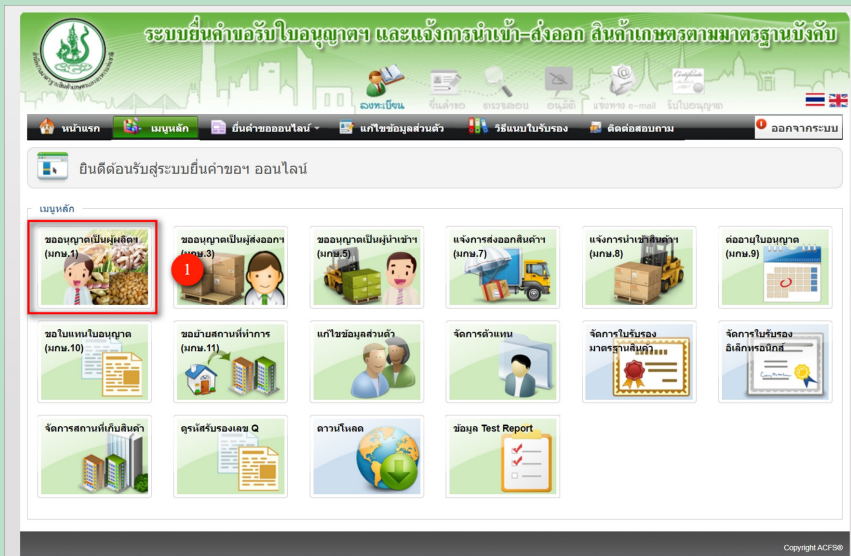 ระบบยื่นคำขอรับใบอนุญาตฯ และแจ้งการนำเข้า-ส่งออก สินค้าเกษตรตามมาตรฐานบังคับ
ลงทะเบียน ยื่นคำขอ ตรวจสอบ อนุมัติ แจ้งทาง e-mail รับใบอนุญาต
หน้าแรก เมนูหลัก ยื่นคำขอออนไลน์ แก้ไขข้อมูลส่วนตัว วิธีแนบใบรับรอง ติดต่อสอบถาม ออกจากระบบ
ยินดีต้อนรับสู่ระบบยื่นคำขอฯ ออนไลน์
เมนูหลัก
ขออนุญาตเป็นผู้ผลิตฯ
(มกษ.1)
ขออนุญาตเป็นผู้ส่งออกฯ
(มกษ.3)
1
ขออนุญาตเป็นผู้นำเข้าฯ
(มกษ.5)
แจ้งการส่งออกสินค้าฯ
(มกษ.7)
แจ้งการนำเข้าสินค้าฯ
(มกษ.8)
ต่ออายุใบอนุญาต
(มกษ.9)
ขอใบแทนใบอนุญาต
(มกษ.10)
ขอย้ายสถานที่ทำการ
(มกษ.11)
แก้ไขข้อมูลส่วนตัว
จัดการตัวแทน
จัดการใบรับรอง
มาตรฐานสินค้า
จัดการใบรับรอง
อิเล็กทรอนิกส์
จัดการสถานที่เก็บสินค้า
ดูรหัสรับรองเลข Q
ดาวน์โหลด
ข้อมูล Test Report
Copyright ACFS®